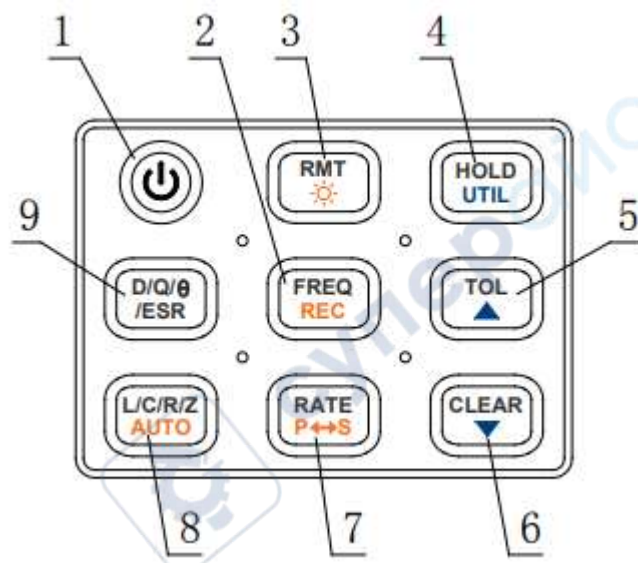 1 2 3 4
RMT HOLD
UTIL
9 5
D/Q/θ FREQ TOL
/ESR REC ▲
L/C/R/Z RATE CLEAR
AUTO P↔S ▼
8 7 6
супер